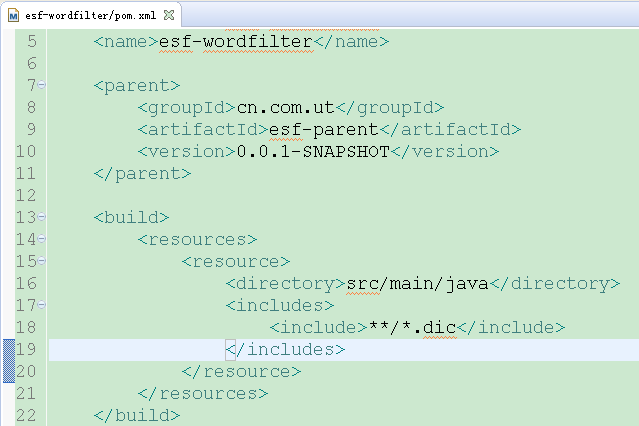 esf-wordfilter/pom.xml
5 <name>esf-wordfilter</name>
6
7 <parent>
8 <groupId>cn.com.ut</groupId>
9 <artifactId>esf-parent</artifactId>
10 <version>0.0.1-SNAPSHOT</version>
11 </parent>
12
13 <build>
14 <resources>
15 <resource>
16 <directory>src/main/java</directory>
17 <includes>
18 <include>**/*.dic</include>
19 </includes>
20 </resource>
21 </resources>
22 </build>